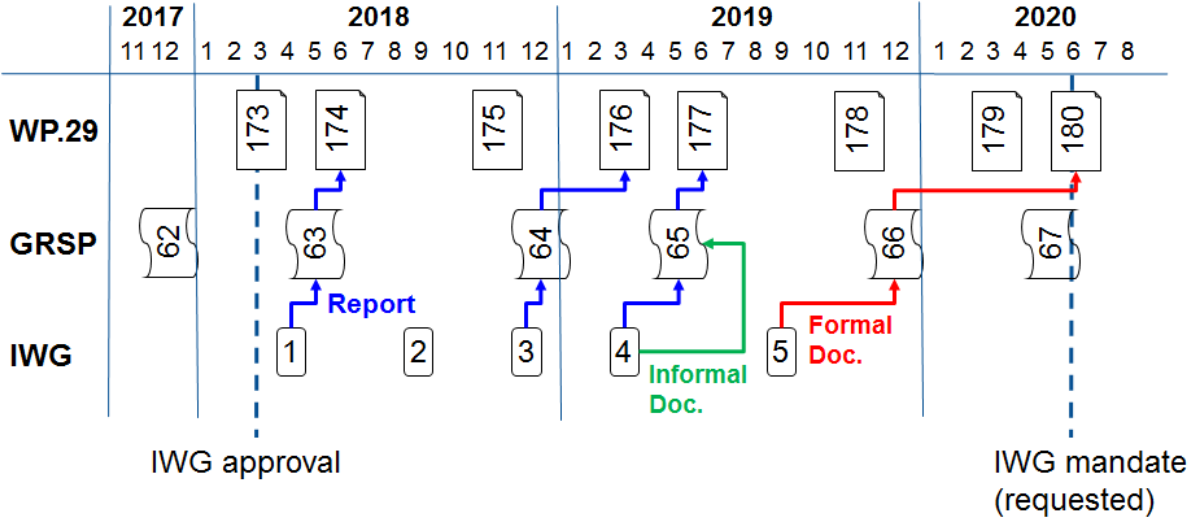 2017 2018 2019 2020
11 12 1 2 3 4 5 6 7 8 9 10 11 12 1 2 3 4 5 6 7 8 9 10 11 12 1 2 3 4 5 6 7 8
WP.29 173 174 175 176 177 178 179 180
GRSP 62 63 64 65 66 67
Report
IWG 1 2 3 4 5
Formal
Doc.
Informal
Doc.
IWG approval
IWG mandate
(requested)